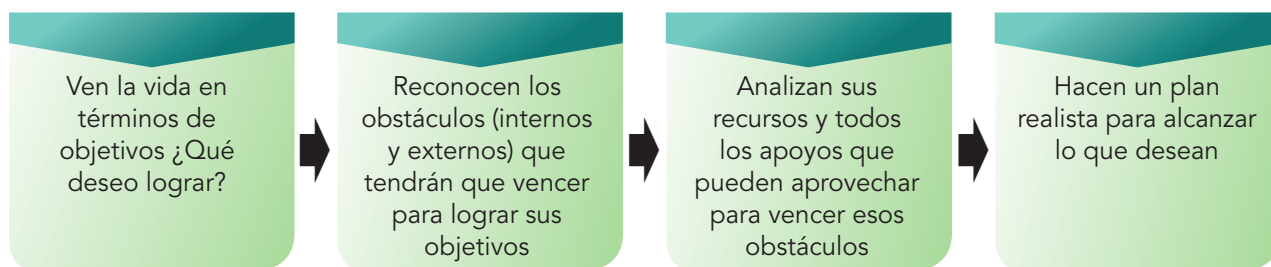 Ven la vida en
términos de
objetivos ¿Qué
deseo lograr?
Reconocen los
obstáculos (internos
y externos) que
tendrán que vencer
para lograr sus
objetivos
Analizan sus
recursos y todos
los apoyos que
pueden aprovechar
para vencer esos
obstáculos
Hacen un plan
realista para alcanzar
lo que desean